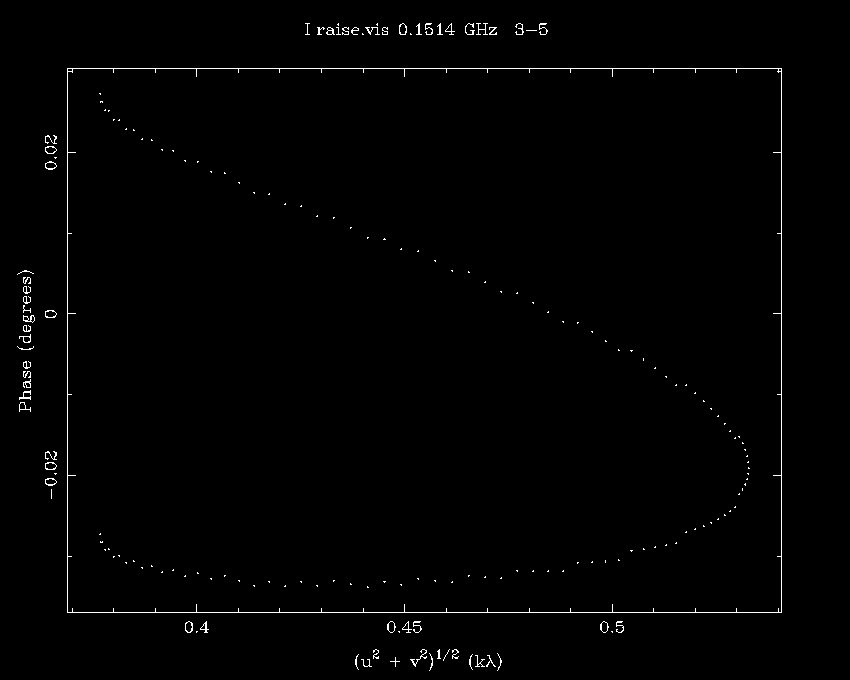 I raise.vis 0.1514 GHz 3−5
0.02
0
−0.02
Phase (degrees)
0.4 0.45 0.5
(u² + v²)¹/² (kλ)